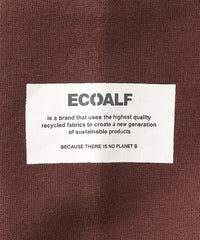 ECOALF
is a brand that uses the highest quality
recycled fabrics to create a new generation
of sustainable products
BECAUSE THERE IS NO PLANET B